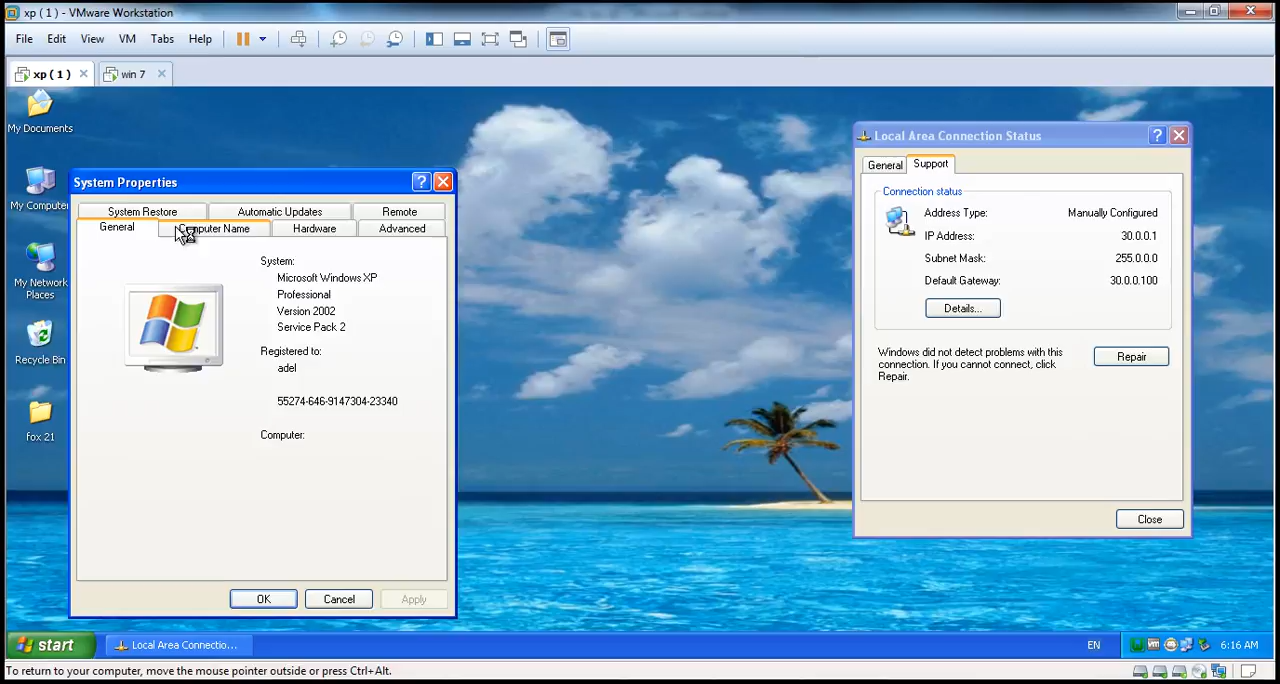 xp ( 1 ) - VMware Workstation
File Edit View VM Tabs Help
xp ( 1 ) win 7
My Documents
My Computer
My Network
Places
Recycle Bin
fox 21
System Properties
System Restore Automatic Updates Remote
General Computer Name Hardware Advanced
System:
Microsoft Windows XP
Professional
Version 2002
Service Pack 2
Registered to:
adel
55274-646-9147304-23340
Computer:
OK Cancel Apply
Local Area Connection Status
General Support
Connection status
Address Type: Manually Configured
IP Address: 30.0.0.1
Subnet Mask: 255.0.0.0
Default Gateway: 30.0.0.100
Details...
Windows did not detect problems with this
connection. If you cannot connect, click
Repair.
Repair
Close
start Local Area Connectio... EN 6:16 AM
To return to your computer, move the mouse pointer outside or press Ctrl+Alt.